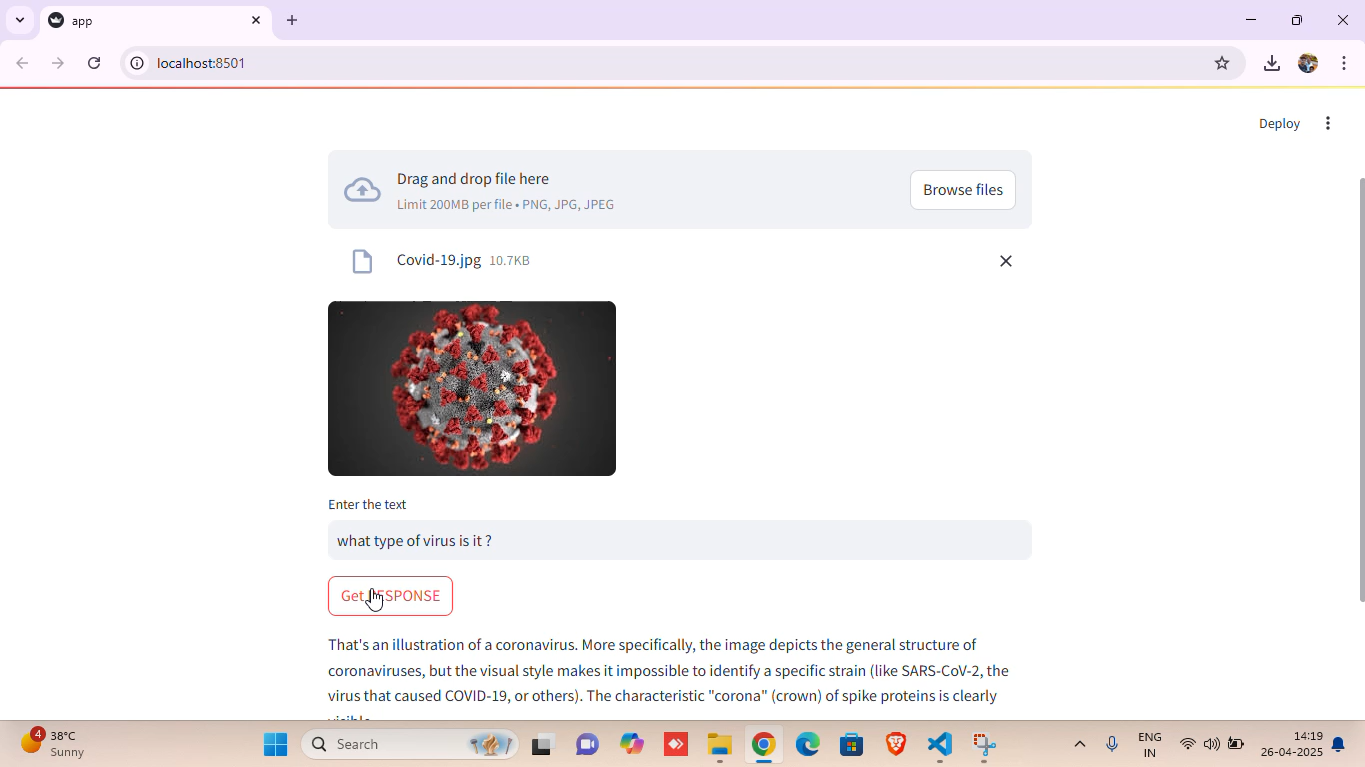 app
localhost:8501
Deploy
Drag and drop file here
Limit 200MB per file • PNG, JPG, JPEG
Browse files
Covid-19.jpg 10.7KB
Enter the text
what type of virus is it ?
Get RESPONSE
That's an illustration of a coronavirus. More specifically, the image depicts the general structure of
coronaviruses, but the visual style makes it impossible to identify a specific strain (like SARS-CoV-2, the
virus that caused COVID-19, or others). The characteristic "corona" (crown) of spike proteins is clearly
visible.
4
38°C
Sunny
Search
ENG
IN
14:19
26-04-2025